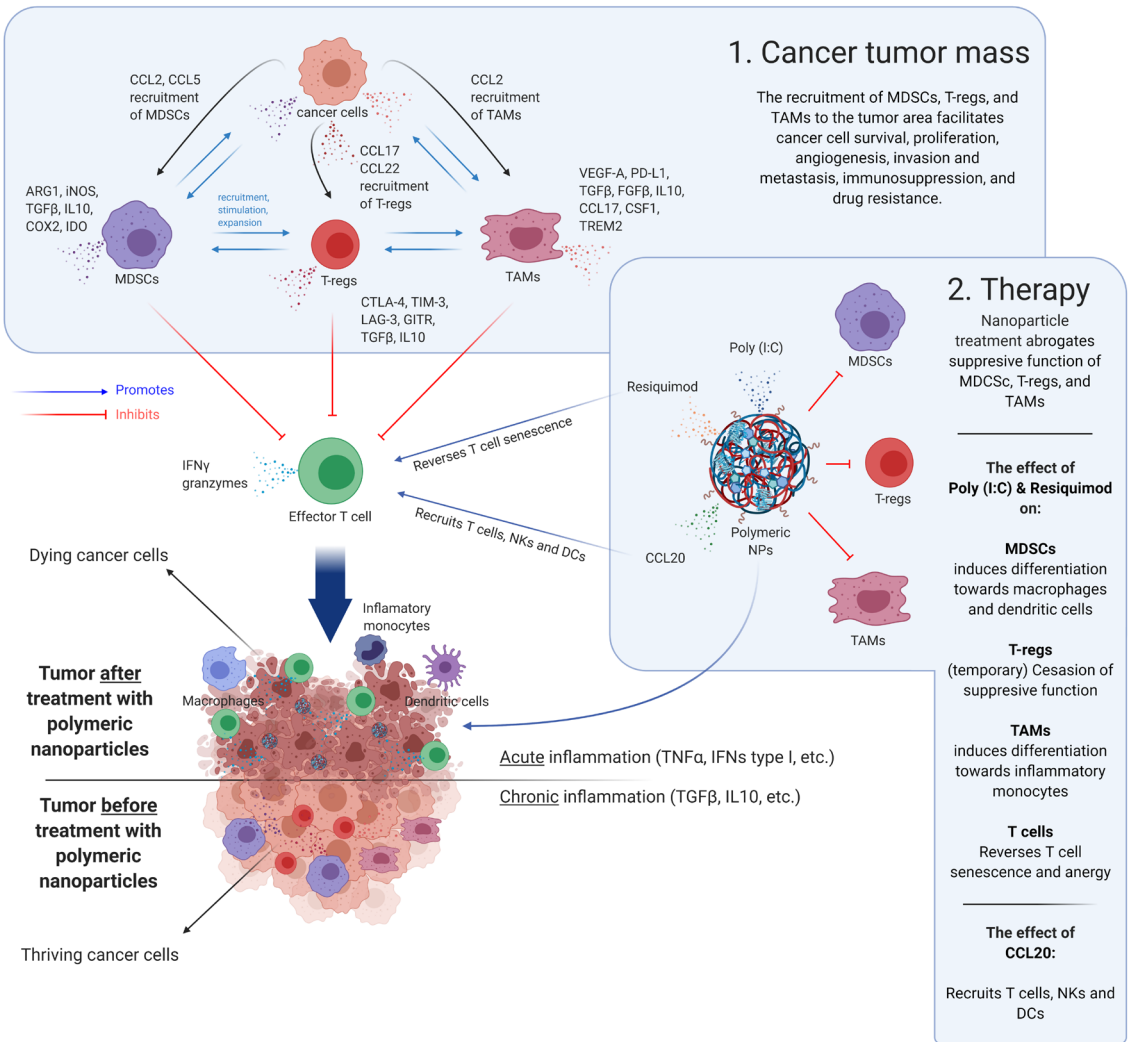 1. Cancer tumor mass
The recruitment of MDSCs, T-regs, and
TAMs to the tumor area facilitates
cancer cell survival, proliferation,
angiogenesis, invasion and
metastasis, immunosuppression, and
drug resistance.
CCL2, CCL5
recruitment
of MDSCs
cancer cells
CCL2
recruitment
of TAMs
CCL17
CCL22
recruitment
of T-regs
ARG1, iNOS,
TGFβ, IL10,
COX2, IDO
recruitment,
stimulation,
expansion
VEGF-A, PD-L1,
TGFβ, FGFβ, IL10,
CCL17, CSF1,
TREM2
MDSCs
T-regs
TAMs
CTLA-4, TIM-3,
LAG-3, GITR,
TGFβ, IL10
Promotes
Inhibits
IFNγ
granzymes
Effector T cell
Reverses T cell senescence
Recruits T cells, NKs and DCs
2. Therapy
Nanoparticle
treatment abrogates
suppresive function of
MDCSc, T-regs, and
TAMs
Poly (I:C)
Resiquimod
CCL20
Polymeric
NPs
MDSCs
T-regs
TAMs
The effect of
Poly (I:C) & Resiquimod
on:
MDSCs
induces differentiation
towards macrophages
and dendritic cells
T-regs
(temporary) Cesasion of
suppresive function
TAMs
induces differentiation
towards inflammatory
monocytes
T cells
Reverses T cell
senescence and anergy
The effect of
CCL20:
Recruits T cells, NKs and
DCs
Dying cancer cells
Inflamatory
monocytes
Macrophages
Dendritic cells
Tumor after
treatment with
polymeric
nanoparticles
Acute inflammation (TNFα, IFNs type I, etc.)
Chronic inflammation (TGFβ, IL10, etc.)
Tumor before
treatment with
polymeric
nanoparticles
Thriving cancer cells